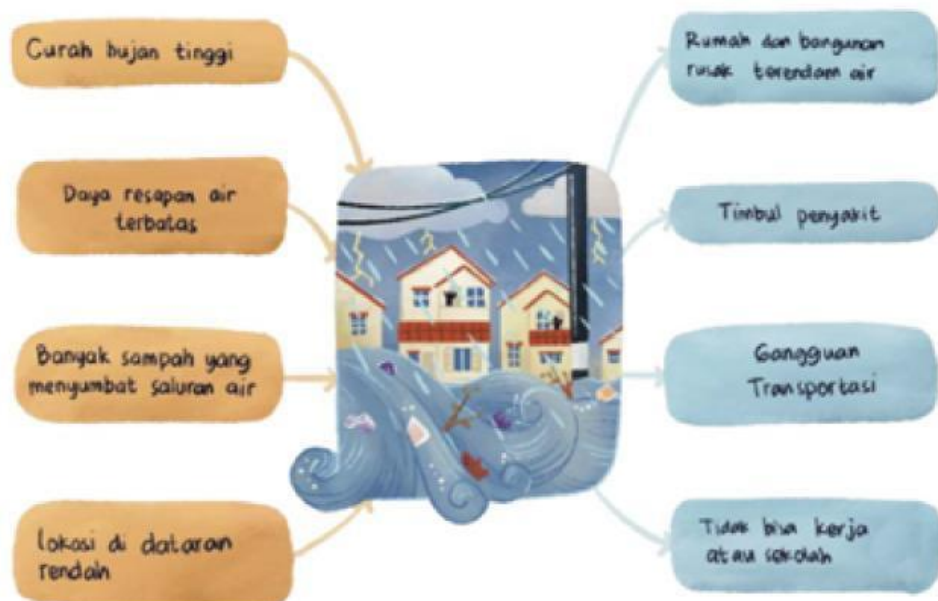 Curah hujan tinggi
Daya resapan air
terbatas
Banyak sampah yang
menyumbat saluran air
lokasi di dataran
rendah
Rumah dan bangunan
rusak terendam air
Timbul penyakit
Gangguan
Transportasi
Tidak bisa kerja
atau sekolah